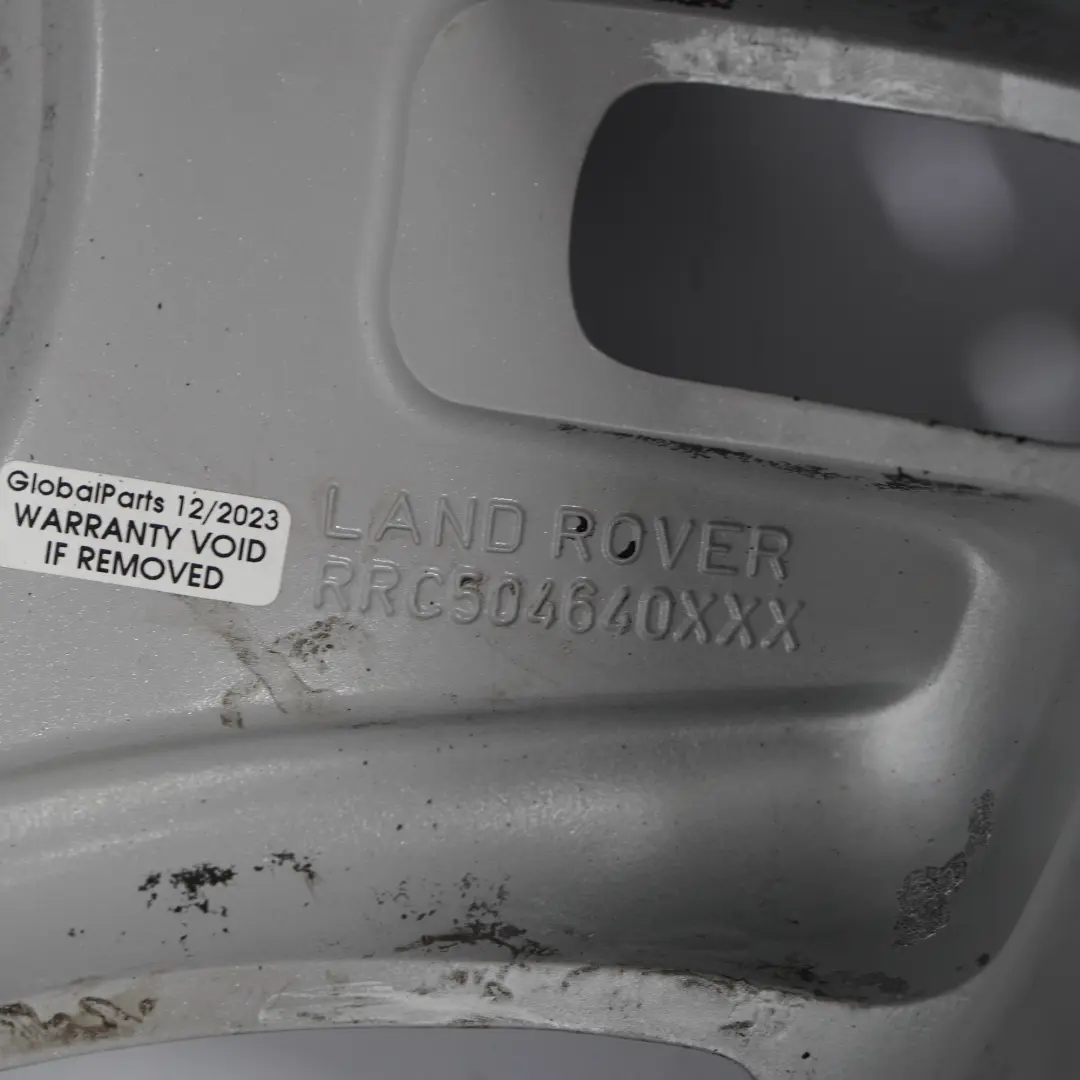 GlobalParts 12/2023
WARRANTY VOID
IF REMOVED
LAND ROVER
RRC504640XXX